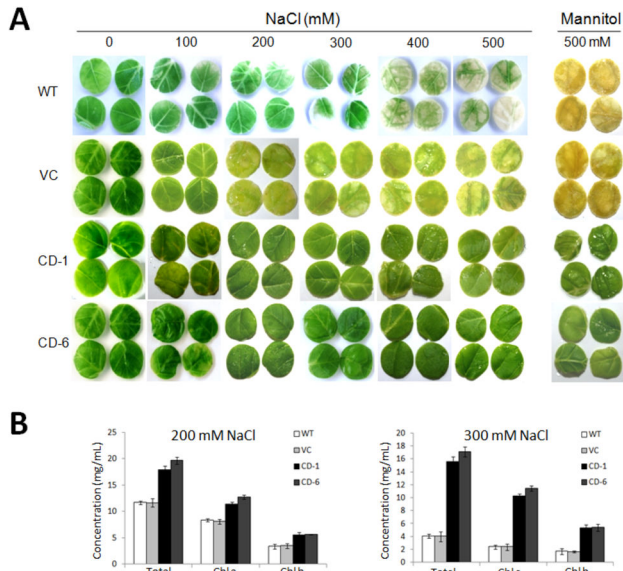 A
NaCl (mM)
Mannitol
0 100 200 300 400 500 500 mM
WT
VC
CD-1
CD-6
B
200 mM NaCl
Concentration (mg/mL)
25
20
15
10
5
0
WT
VC
CD-1
CD-6
300 mM NaCl
Concentration (mg/mL)
18
16
14
12
10
8
6
4
2
0
WT
VC
CD-1
CD-6